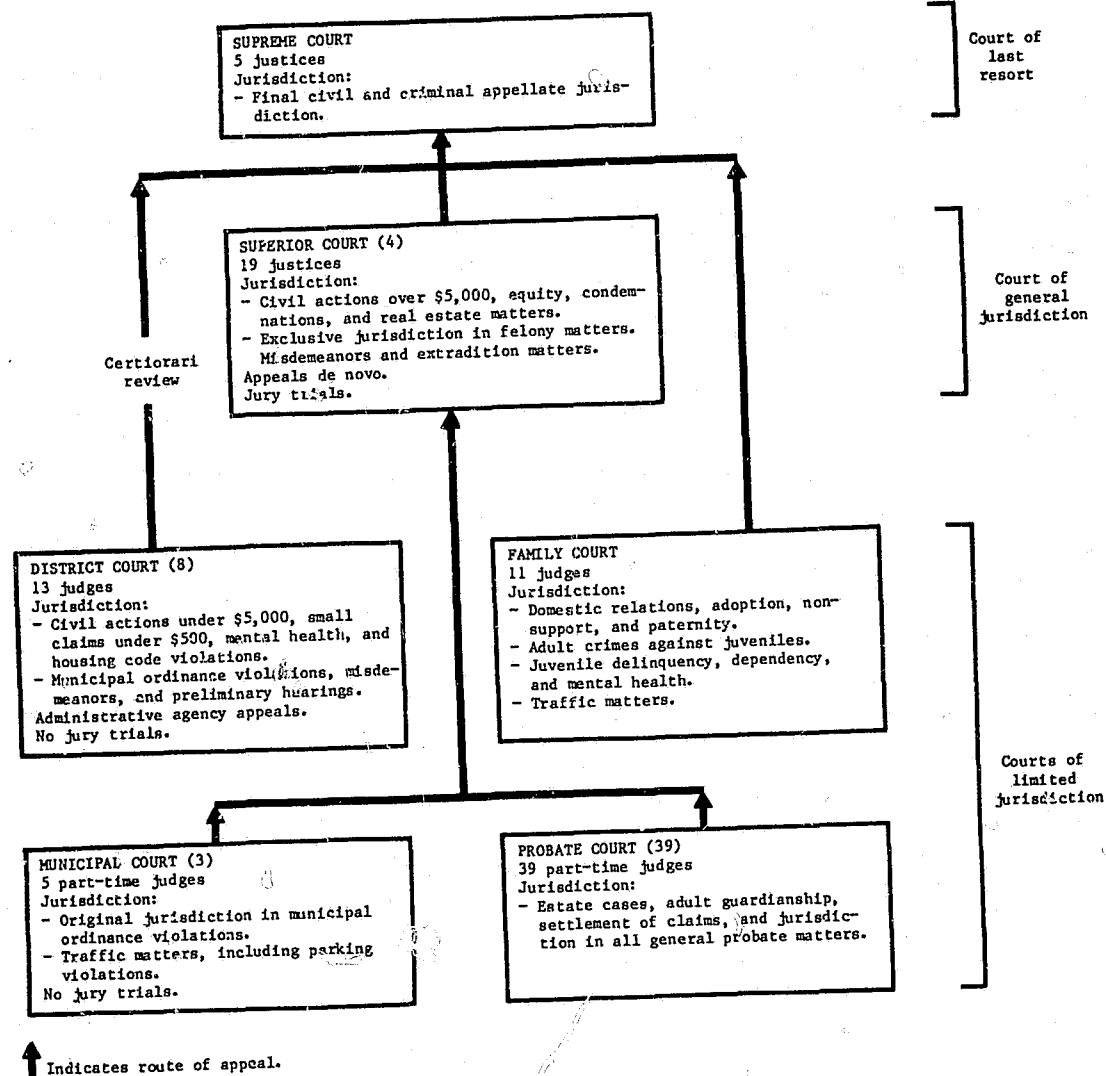 SUPREME COURT
5 justices
Jurisdiction:
- Final civil and criminal appellate juris-
diction.
Court of
last
resort
SUPERIOR COURT (4)
19 justices
Jurisdiction:
- Civil actions over $5,000, equity, condem-
nations, and real estate matters.
- Exclusive jurisdiction in felony matters.
Misdemeanors and extradition matters.
Appeals de novo.
Jury trials.
Court of
general
jurisdiction
Certiorari
review
DISTRICT COURT (8)
13 judges
Jurisdiction:
- Civil actions under $5,000, small
claims under $500, mental health, and
housing code violations.
- Municipal ordinance violations, misde-
meanors, and preliminary hearings.
Administrative agency appeals.
No jury trials.
FAMILY COURT
11 judges
Jurisdiction:
- Domestic relations, adoption, non-
support, and paternity.
- Adult crimes against juveniles.
- Juvenile delinquency, dependency,
and mental health.
- Traffic matters.
Courts of
limited
jurisdiction
MUNICIPAL COURT (3)
5 part-time judges
Jurisdiction:
- Original jurisdiction in municipal
ordinance violations.
- Traffic matters, including parking
violations.
No jury trials.
PROBATE COURT (39)
39 part-time judges
Jurisdiction:
- Estate cases, adult guardianship,
settlement of claims, and jurisdic-
tion in all general probate matters.
Indicates route of appeal.